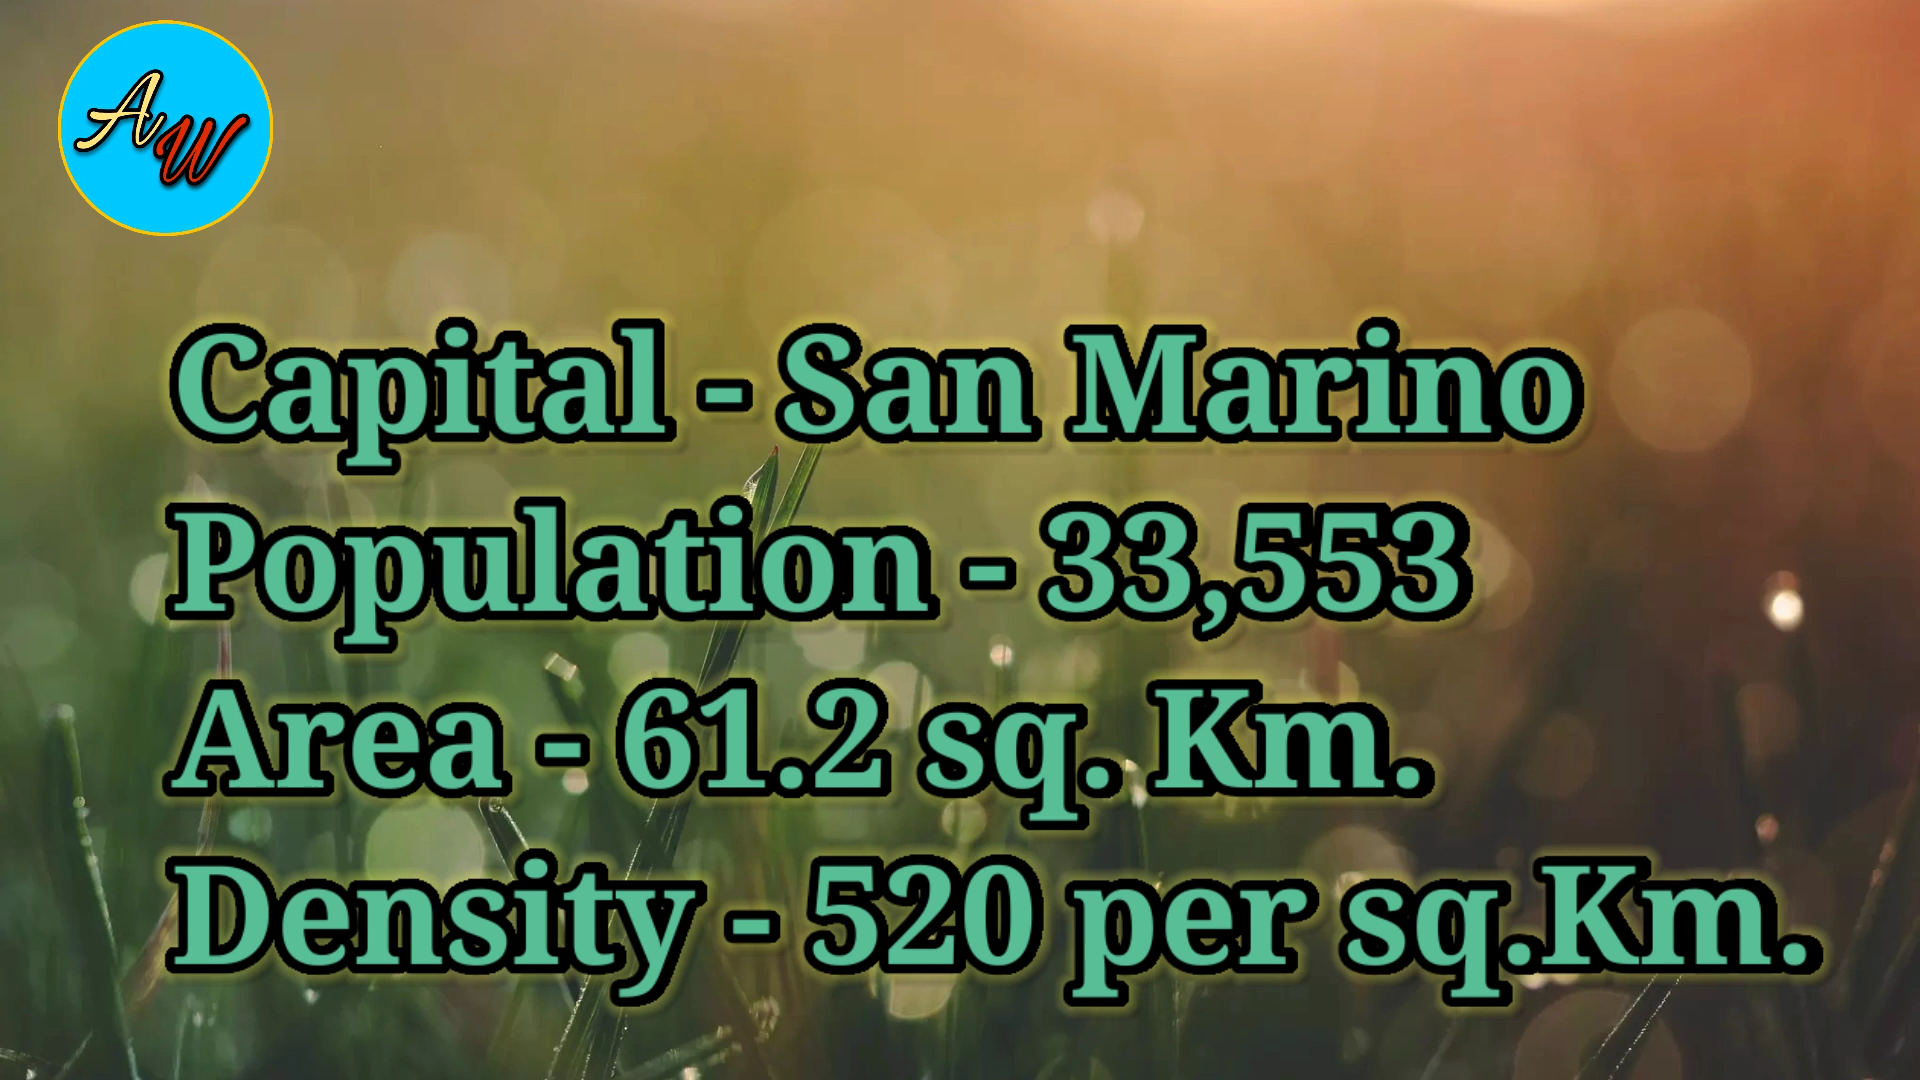 AW
Capital - San Marino
Population - 33,553
Area - 61.2 sq. Km.
Density - 520 per sq.Km.